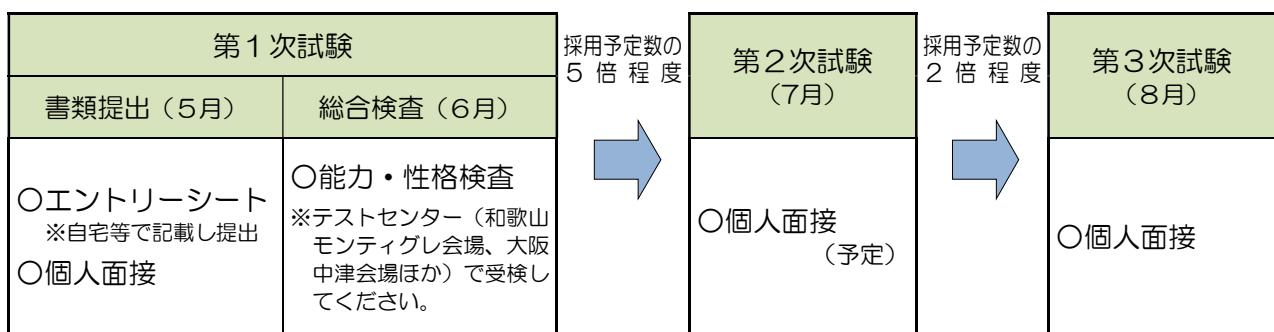 第１次試験
書類提出（５月）
総合検査（６月）
〇エントリーシート
※自宅等で記載し提出
〇個人面接
〇能力・性格検査
※テストセンター（和歌山
モンティグレ会場、大阪
中津会場ほか）で受検し
てください。
採用予定数の
５倍程度
第２次試験
（７月）
〇個人面接
（予定）
採用予定数の
２倍程度
第３次試験
（８月）
〇個人面接